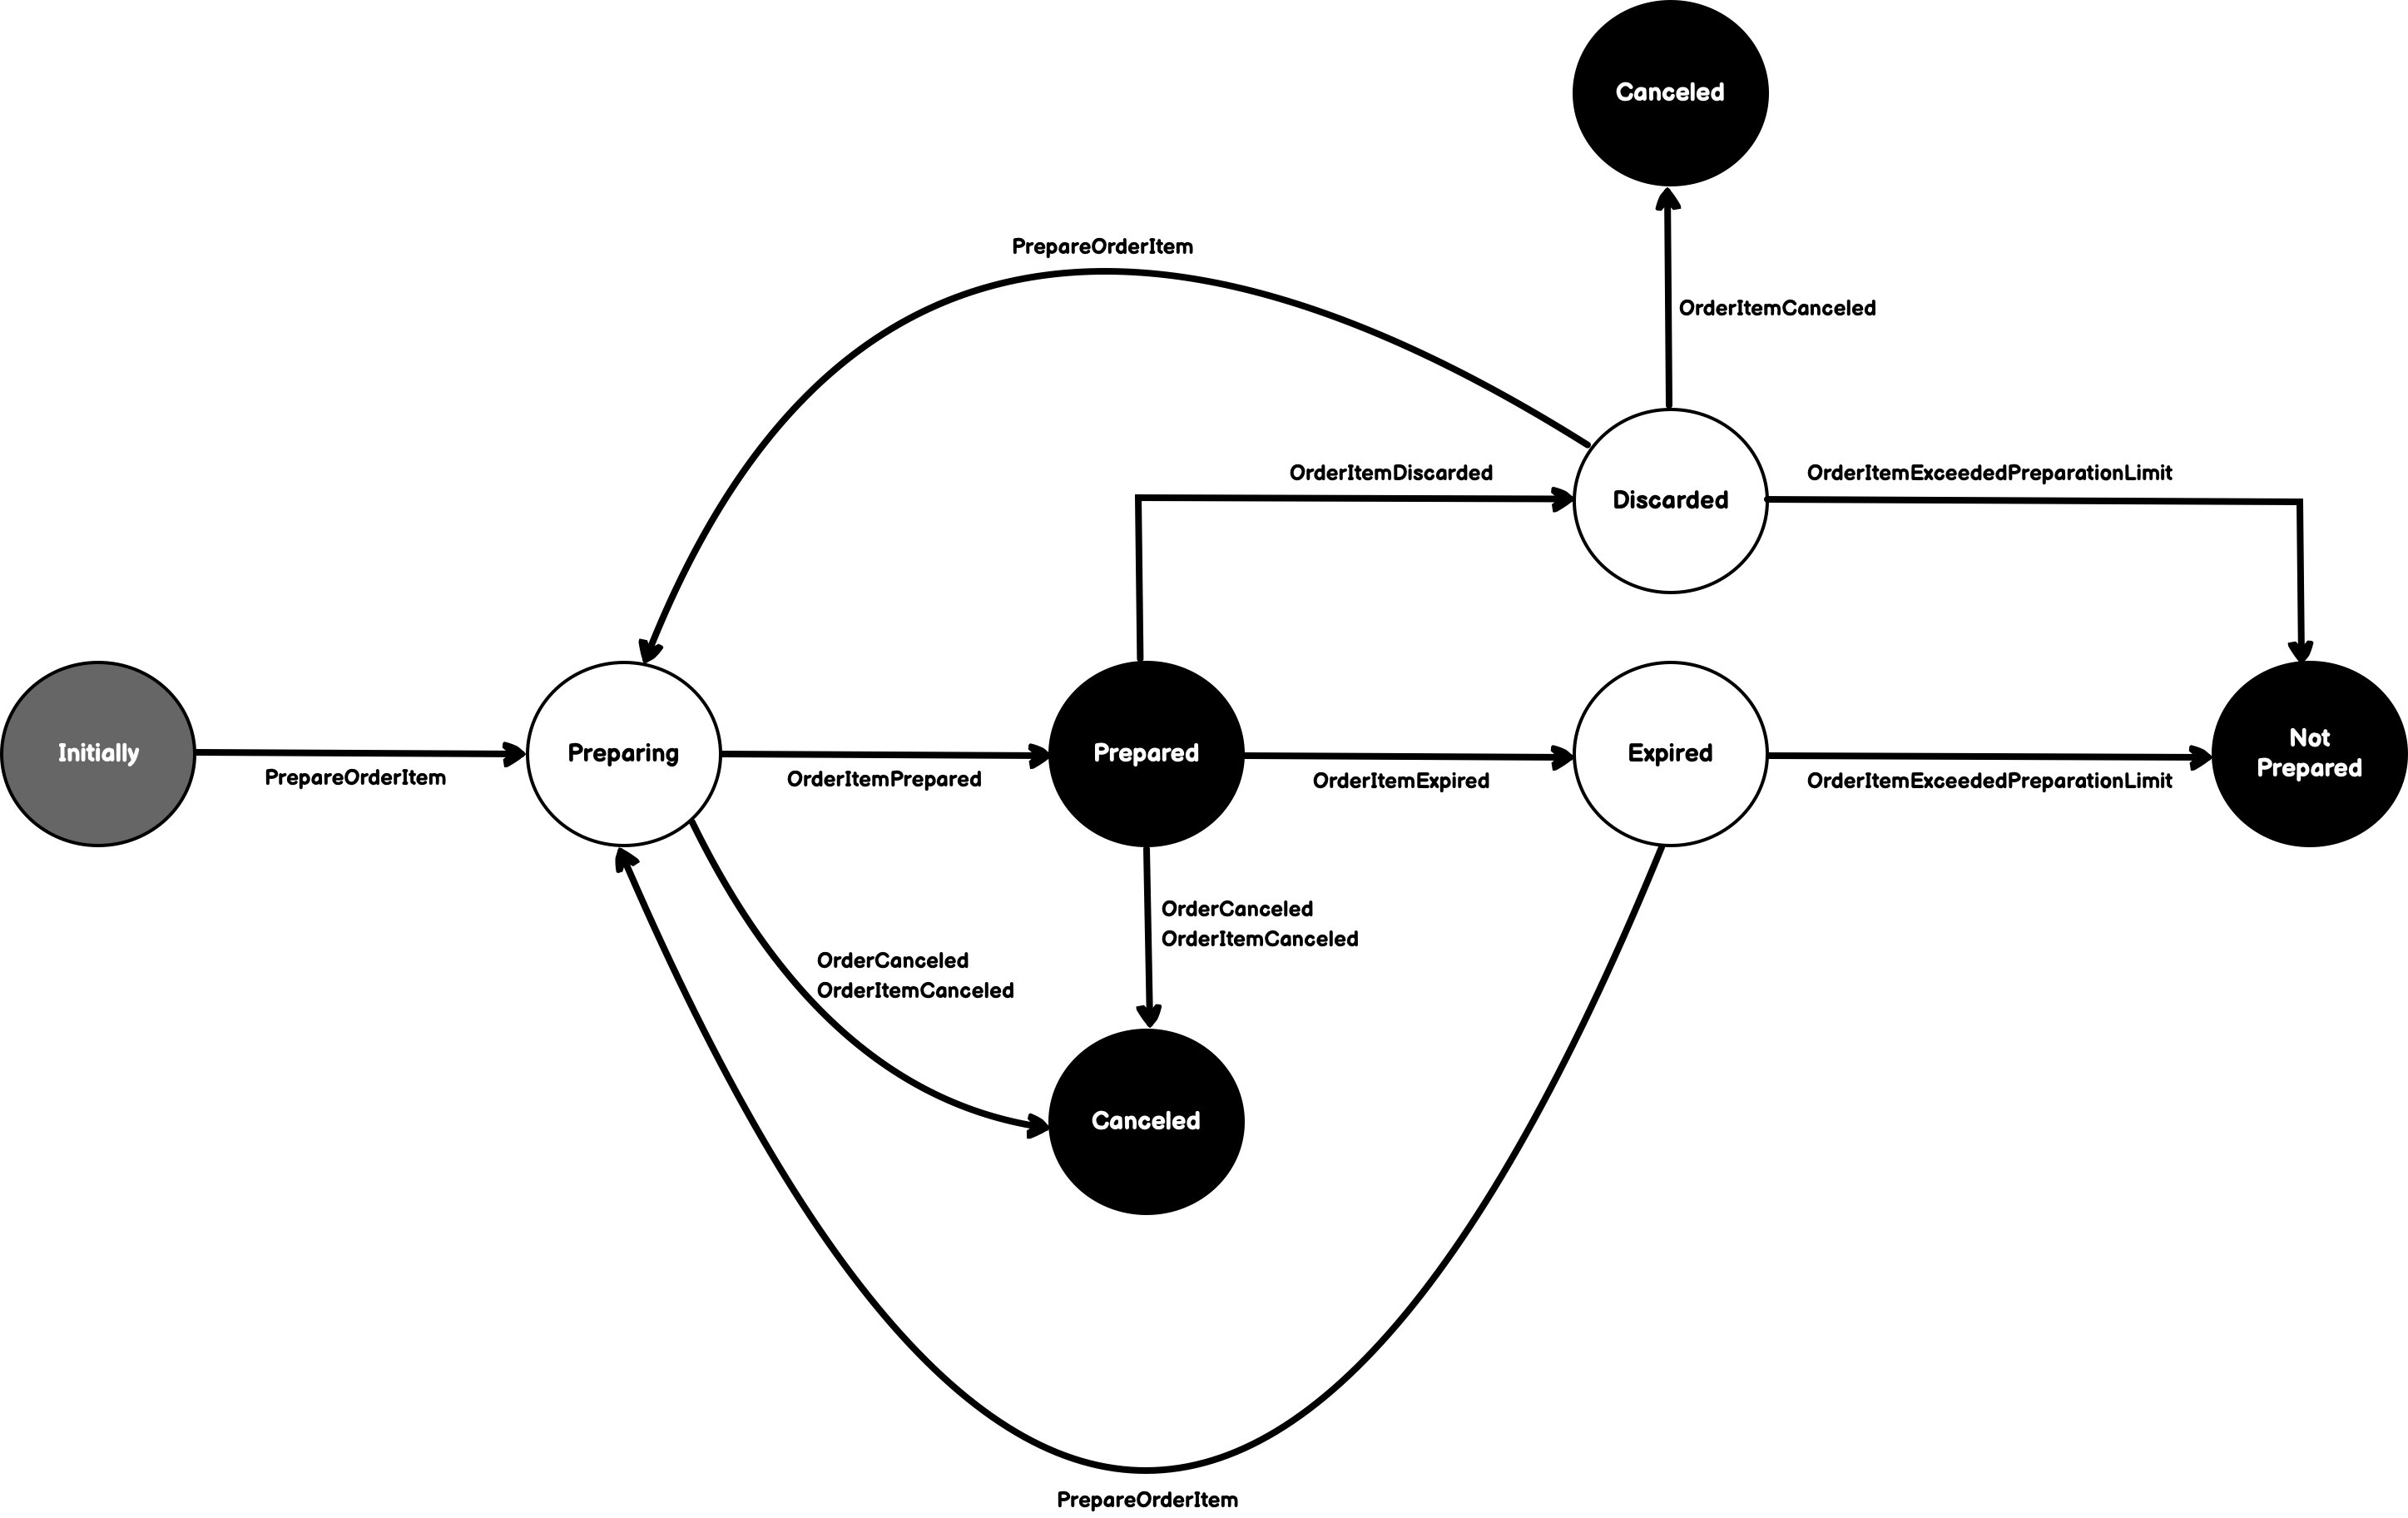 Canceled
PrepareOrderItem
OrderItemCanceled
OrderItemDiscarded
OrderItemExceededPreparationLimit
Discarded
Initially
Preparing
Prepared
Expired
Not
Prepared
PrepareOrderItem
OrderItemPrepared
OrderItemExpired
OrderItemExceededPreparationLimit
OrderCanceled
OrderItemCanceled
OrderCanceled
OrderItemCanceled
Canceled
PrepareOrderItem